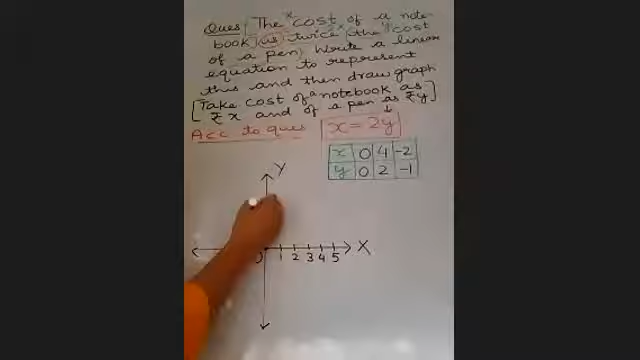 Ques The x cost of a note-
book is twice 2x the y cost
of a pen. Write a linear
equation to represent
this and then draw graph
[Take cost of a notebook as
₹x and of a pen as ₹y]
Acc to ques x = 2y
x 0 4 -2
y 0 2 -1
Y
0 1 2 3 4 5 X